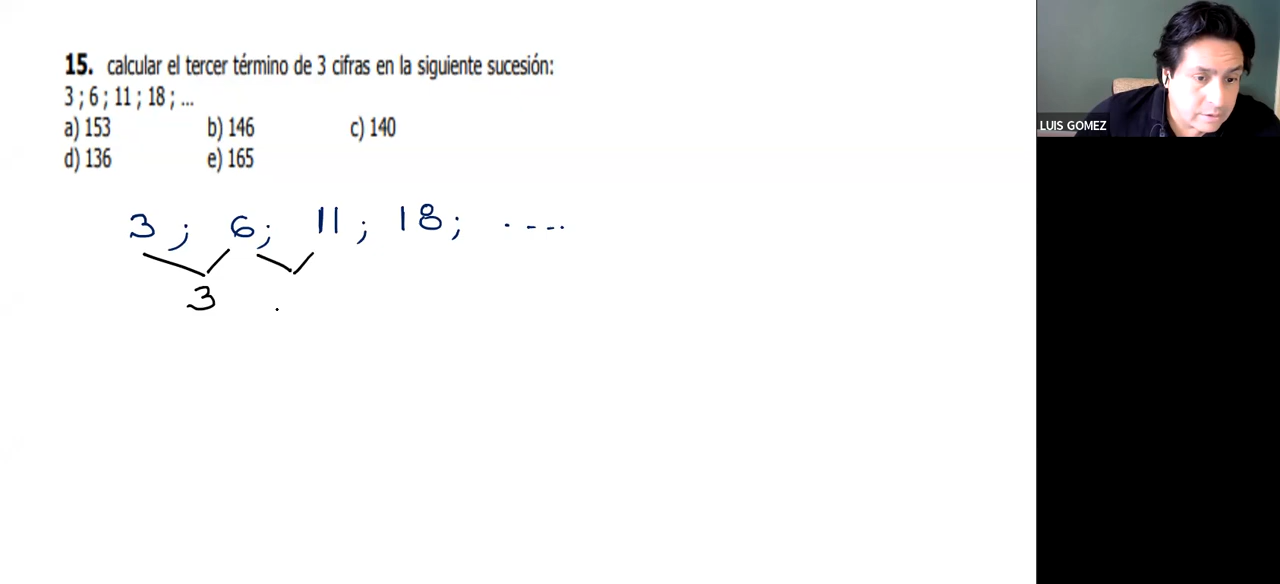 15. calcular el tercer término de 3 cifras en la siguiente sucesión:
3 ; 6 ; 11 ; 18 ; ...
a) 153 b) 146 c) 140
d) 136 e) 165
3 ; 6; 11 ; 18; ....
3
LUIS GOMEZ